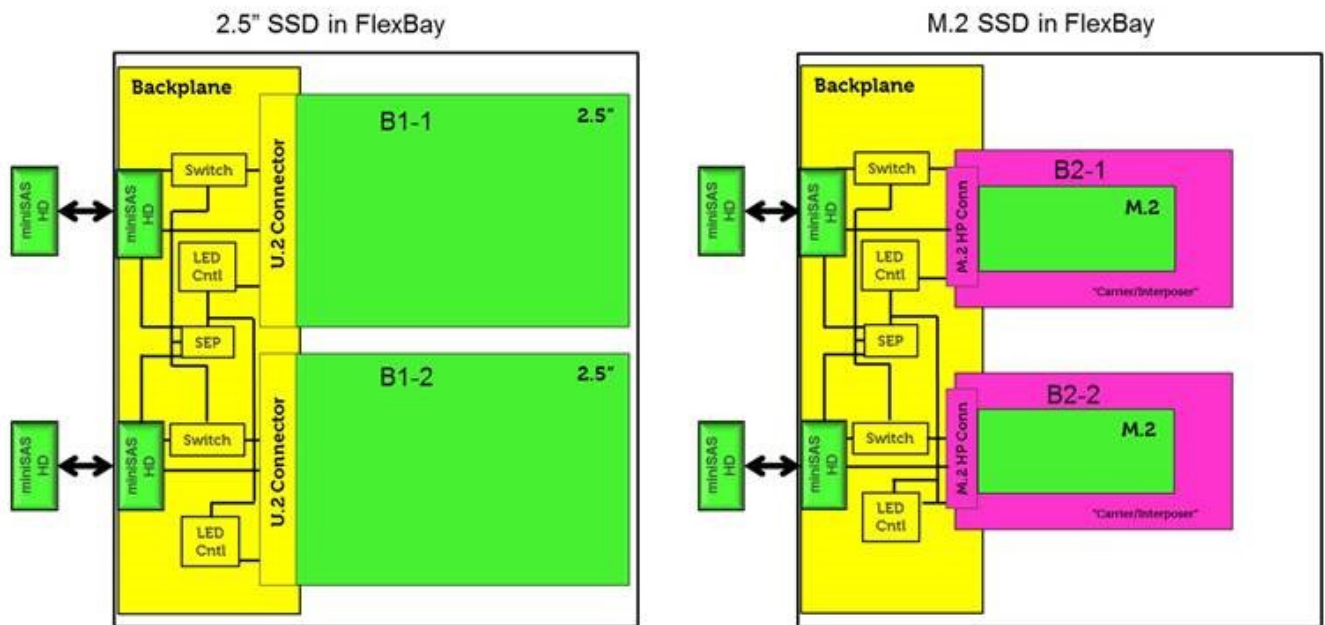 2.5” SSD in FlexBay
Backplane
B1-1
2.5”
U.2 Connector
Switch
miniSAS HD
miniSAS HD
LED Cntl
SEP
B1-2
2.5”
U.2 Connector
Switch
miniSAS HD
miniSAS HD
LED Cntl
M.2 SSD in FlexBay
Backplane
B2-1
M.2
M.2 HP Conn
"Carrier/Interposer"
Switch
miniSAS HD
miniSAS HD
LED Cntl
SEP
B2-2
M.2
M.2 HP Conn
"Carrier/Interposer"
Switch
miniSAS HD
miniSAS HD
LED Cntl